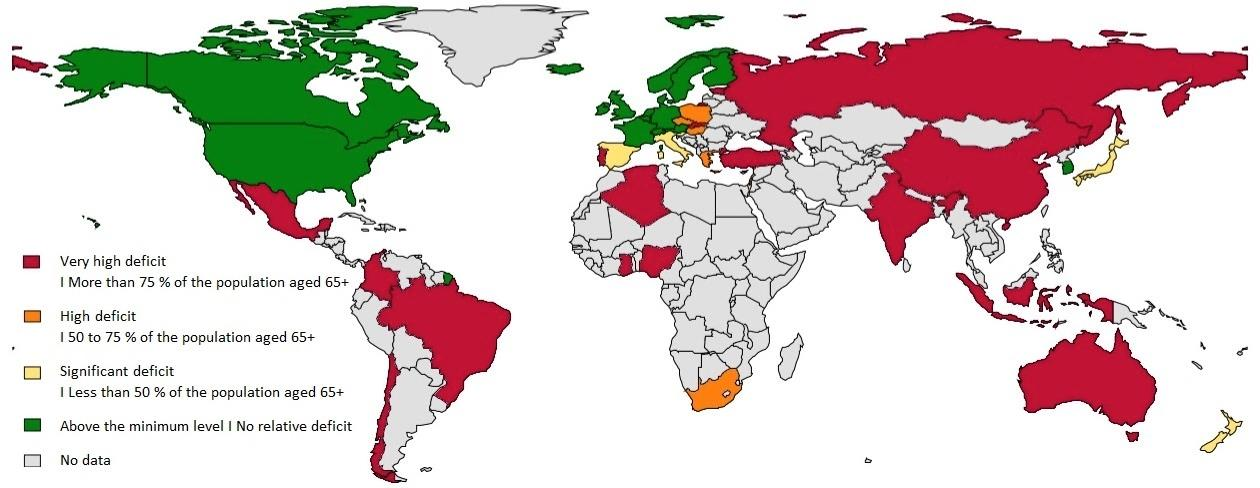 Very high deficit
I More than 75 % of the population aged 65+
High deficit
I 50 to 75 % of the population aged 65+
Significant deficit
I Less than 50 % of the population aged 65+
Above the minimum level I No relative deficit
No data